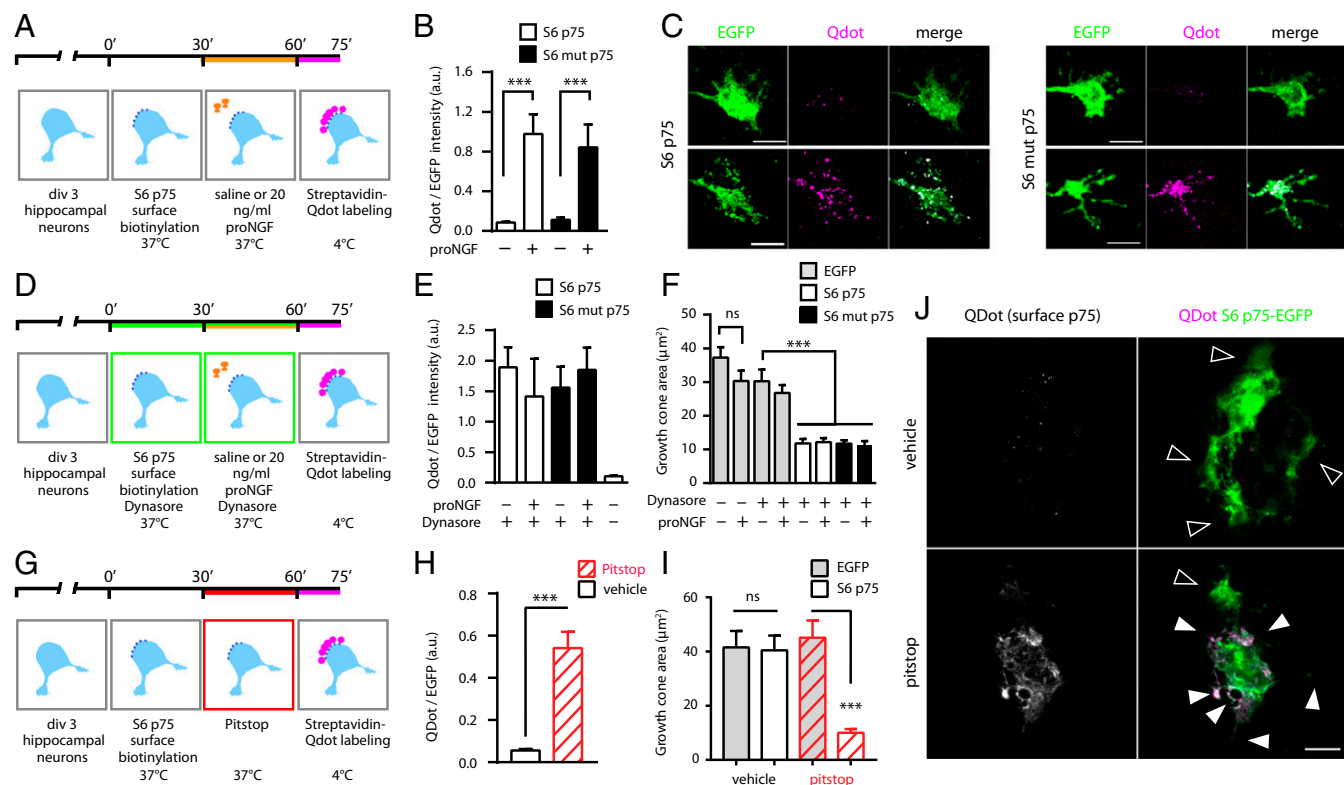 A
0′ 30′ 60′ 75′
div 3
hippocampal
neurons
S6 p75
surface
biotinylation
37°C
saline or 20
ng/ml
proNGF
37°C
Streptavidin-
Qdot labeling
4°C
B
S6 p75
S6 mut p75
Qdot / EGFP intensity (a.u.)
1.6
1.2
0.8
0.4
0.0
*** ***
proNGF − + − +
C
EGFP Qdot merge
S6 p75
EGFP Qdot merge
S6 mut p75
D
0′ 30′ 60′ 75′
div 3
hippocampal
neurons
S6 p75
surface
biotinylation
Dynasore
37°C
saline or 20
ng/ml
proNGF
Dynasore
37°C
Streptavidin-
Qdot labeling
4°C
E
S6 p75
S6 mut p75
Qdot / EGFP intensity (a.u.)
2.5
2.0
1.5
1.0
0.5
0.0
proNGF − + − + −
Dynasore + + + + −
F
EGFP
S6 p75
S6 mut p75
Growth cone area (µm²)
50
40
30
20
10
0
ns
***
Dynasore − − + + + + + +
proNGF − + − + − + − +
G
0′ 30′ 60′ 75′
div 3
hippocampal
neurons
S6 p75
surface
biotinylation
37°C
Pitstop
37°C
Streptavidin-
Qdot labeling
4°C
H
Pitstop
vehicle
QDot / EGFP (a.u.)
0.8
0.6
0.4
0.2
0.0
***
I
EGFP
S6 p75
Growth cone area (µm²)
60
40
20
0
ns
***
vehicle pitstop
J
QDot (surface p75) QDot S6 p75-EGFP
vehicle
pitstop